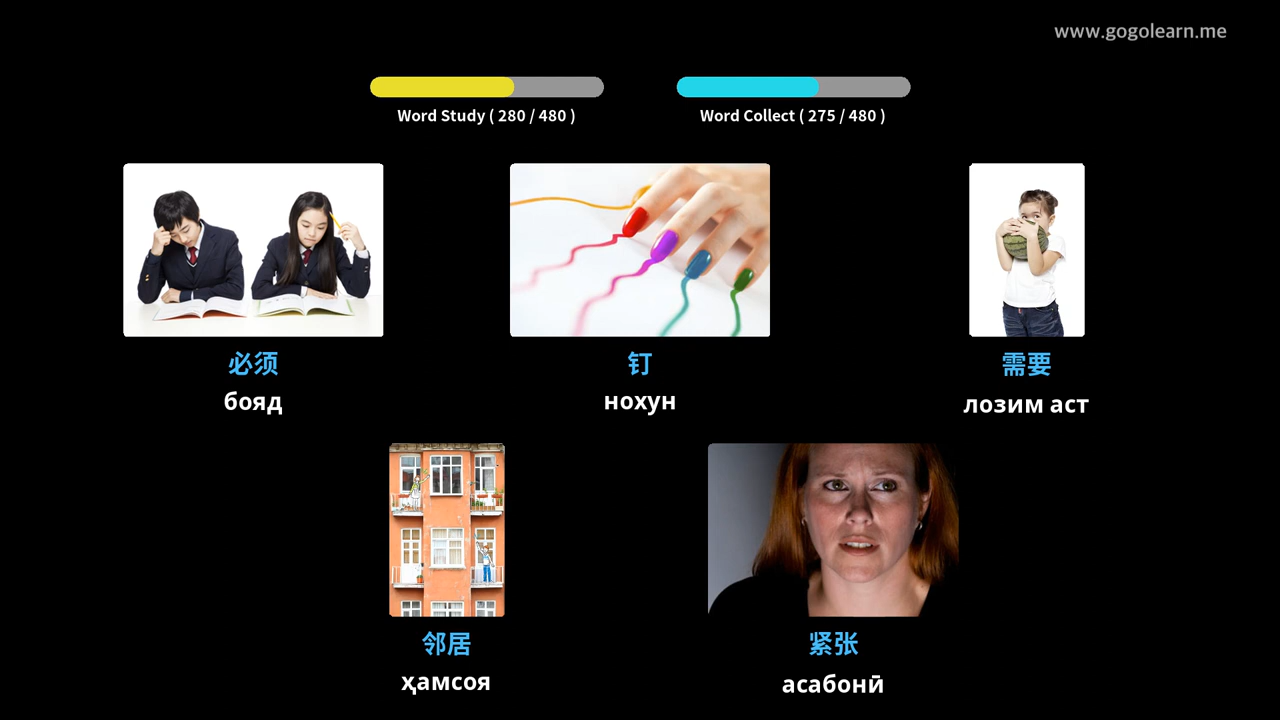 www.gogolearn.me
Word Study ( 280 / 480 )
Word Collect ( 275 / 480 )
必须
бояд
钉
нохун
需要
лозим аст
邻居
ҳамсоя
紧张
асабонӣ